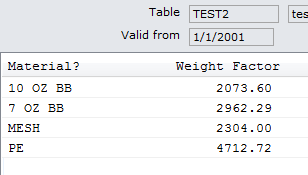 Table TEST2 tes
Valid from 1/1/2001
Material? Weight Factor
10 OZ BB 2073.60
7 OZ BB 2962.29
MESH 2304.00
PE 4712.72